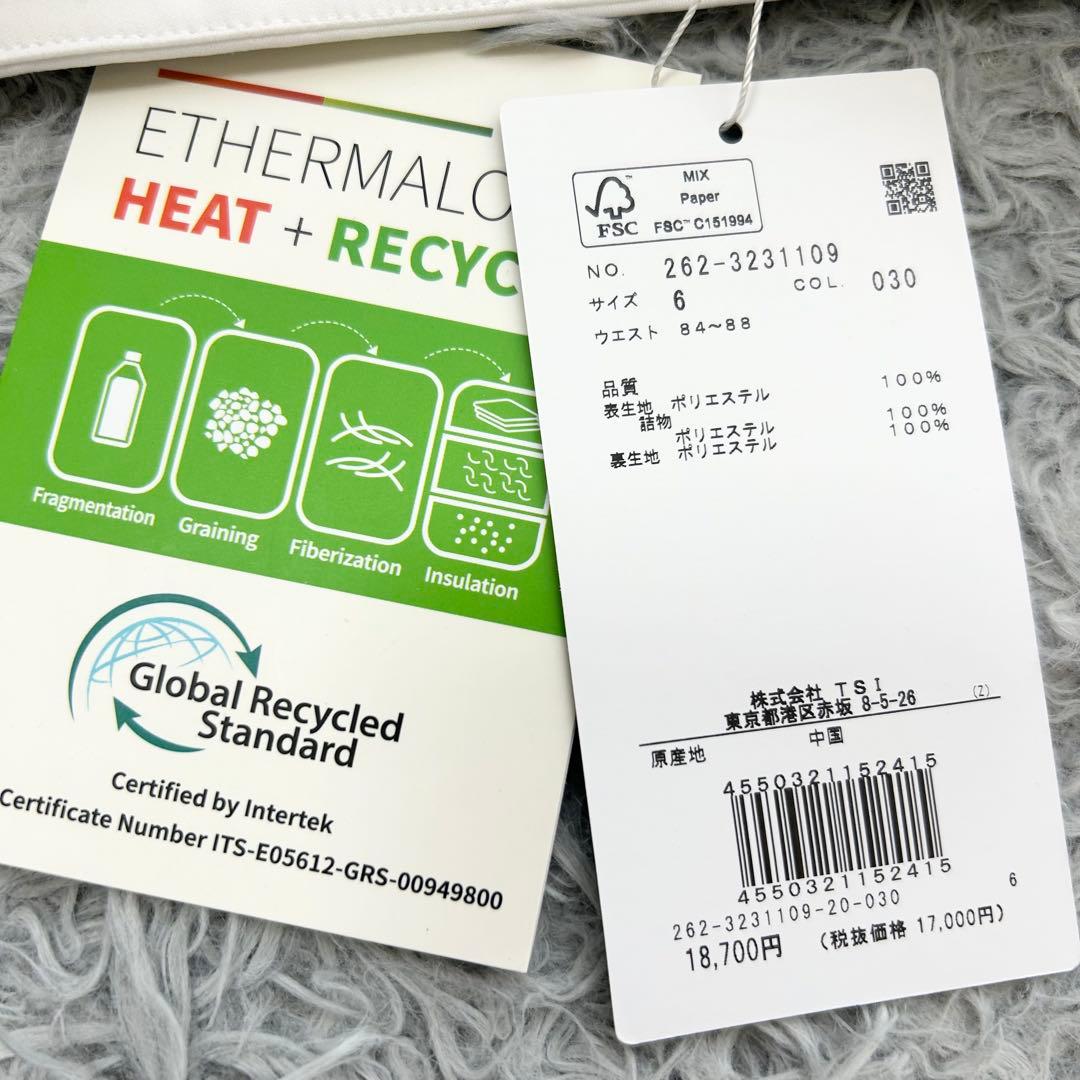 ETHERMALO
HEAT + RECYC
Fragmentation
Graining
Fiberization
Insulation
Global Recycled
Standard
Certified by Intertek
Certificate Number ITS-E05612-GRS-00949800
FSC™
MIX
Paper
FSC™ C151994
NO. 262-3231109
COL. 030
サイズ 6
ウエスト 84~88
品質
表生地 ポリエステル 100%
詰物
ポリエステル 100%
裏生地 ポリエステル 100%
株式会社 TSI
東京都港区赤坂 8-5-26 (Z)
原産地 中国
4550321152415
4550321152415
262-3231109-20-030 6
18,700円 (税抜価格 17,000円)